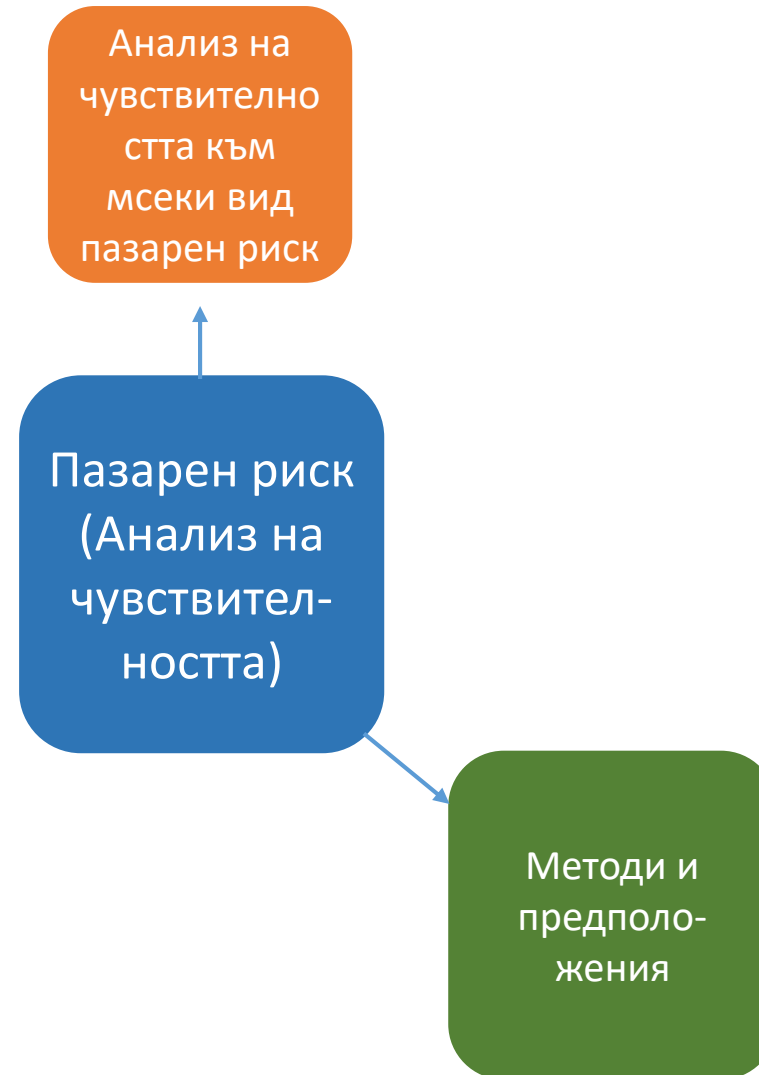 Анализ на
чувствително
стта към
мсеки вид
пазарен риск
Пазарен риск
(Анализ на
чувствител-
ността)
Методи и
предполо-
жения